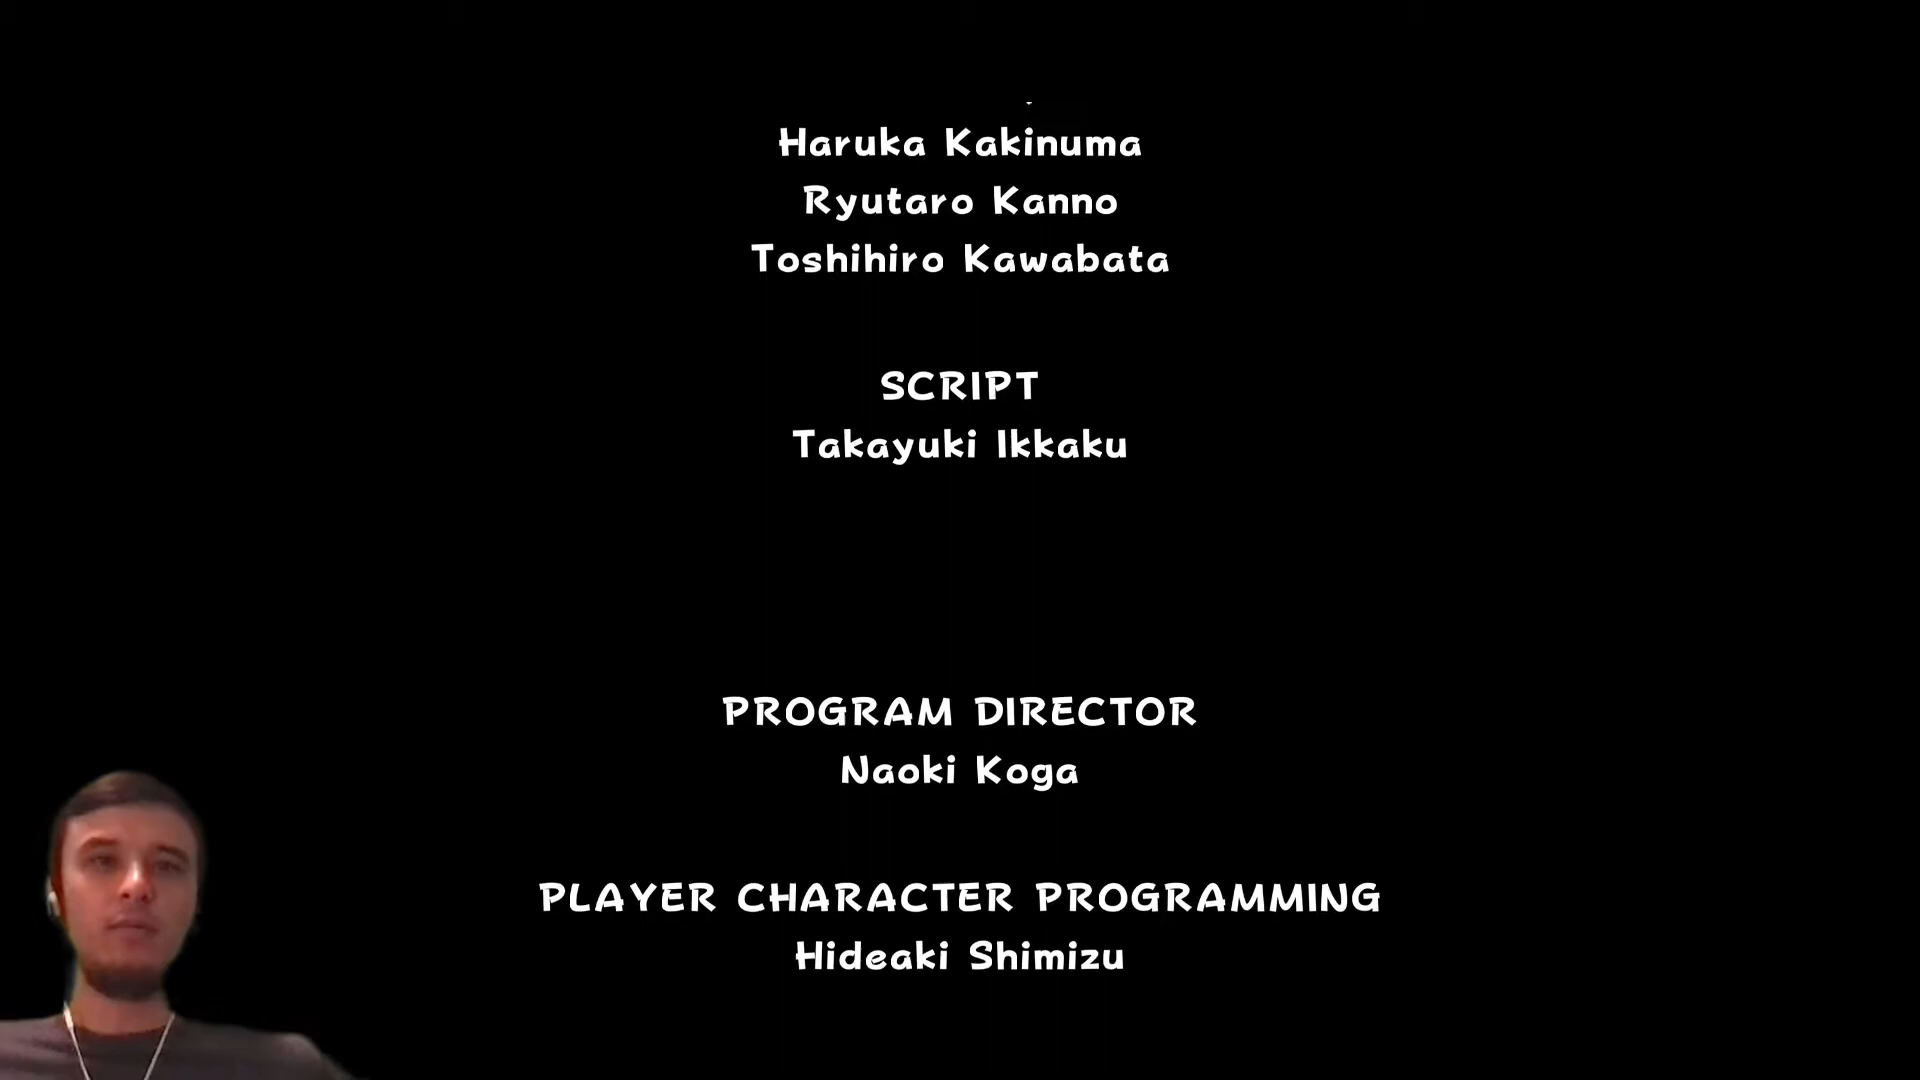 Haruka Kakinuma
Ryutaro Kanno
Toshihiro Kawabata
SCRIPT
Takayuki Ikkaku
PROGRAM DIRECTOR
Naoki Koga
PLAYER CHARACTER PROGRAMMING
Hideaki Shimizu